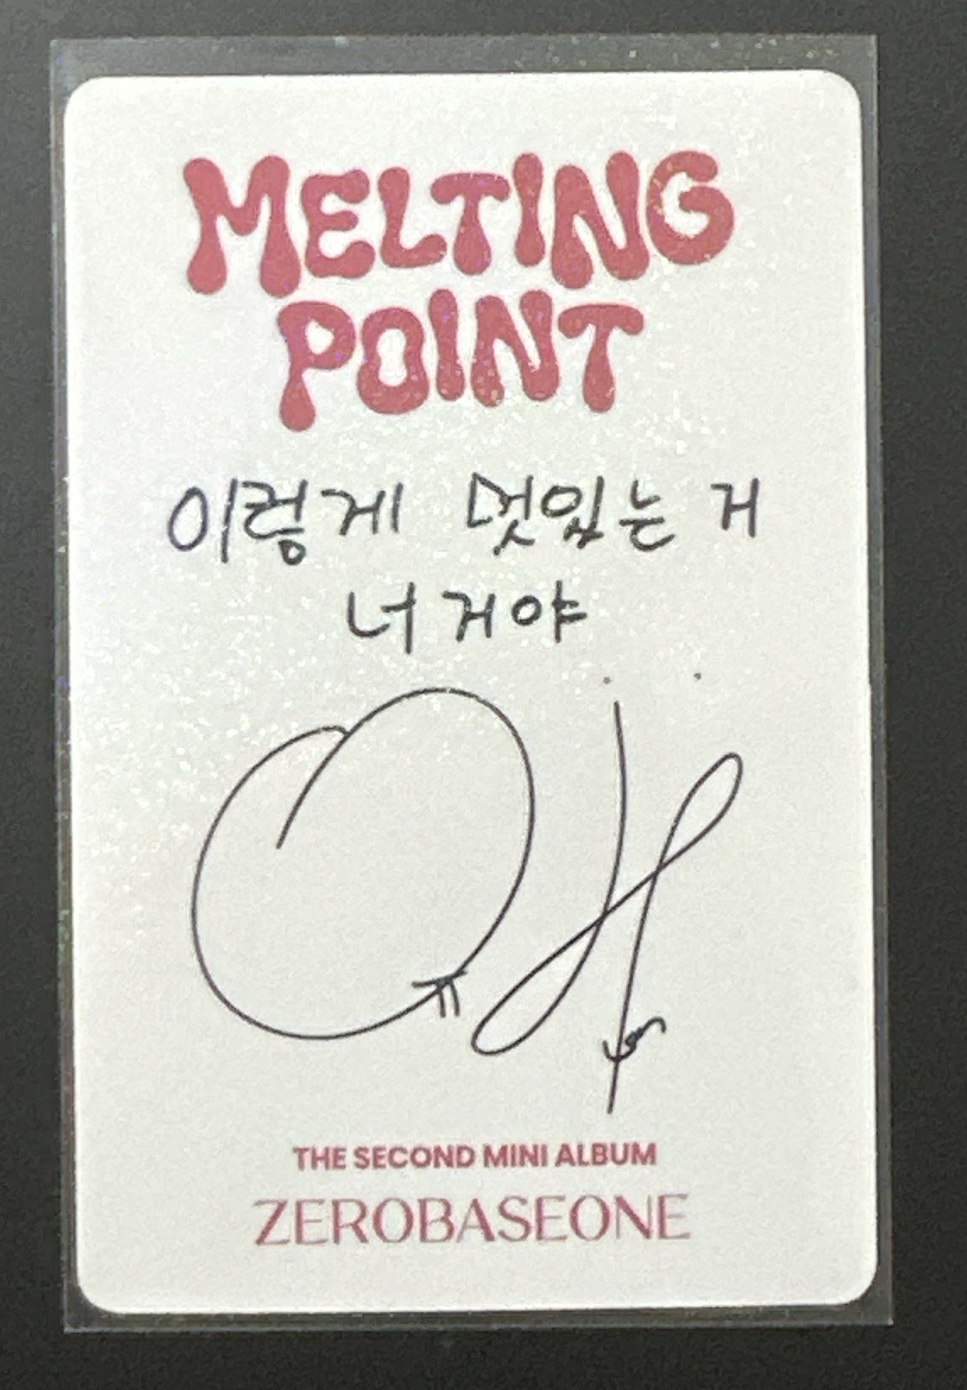 MELTING
POINT
이렇게 멋있는 거
너 거야
THE SECOND MINI ALBUM
ZEROBASEONE